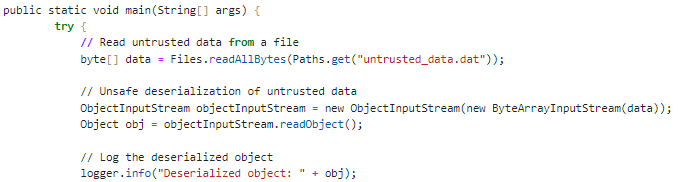 public static void main(String[] args) {
try {
// Read untrusted data from a file
byte[] data = Files.readAllBytes(Paths.get("untrusted_data.dat"));
// Unsafe deserialization of untrusted data
ObjectInputStream objectInputStream = new ObjectInputStream(new ByteArrayInputStream(data));
Object obj = objectInputStream.readObject();
// Log the deserialized object
logger.info("Deserialized object: " + obj);